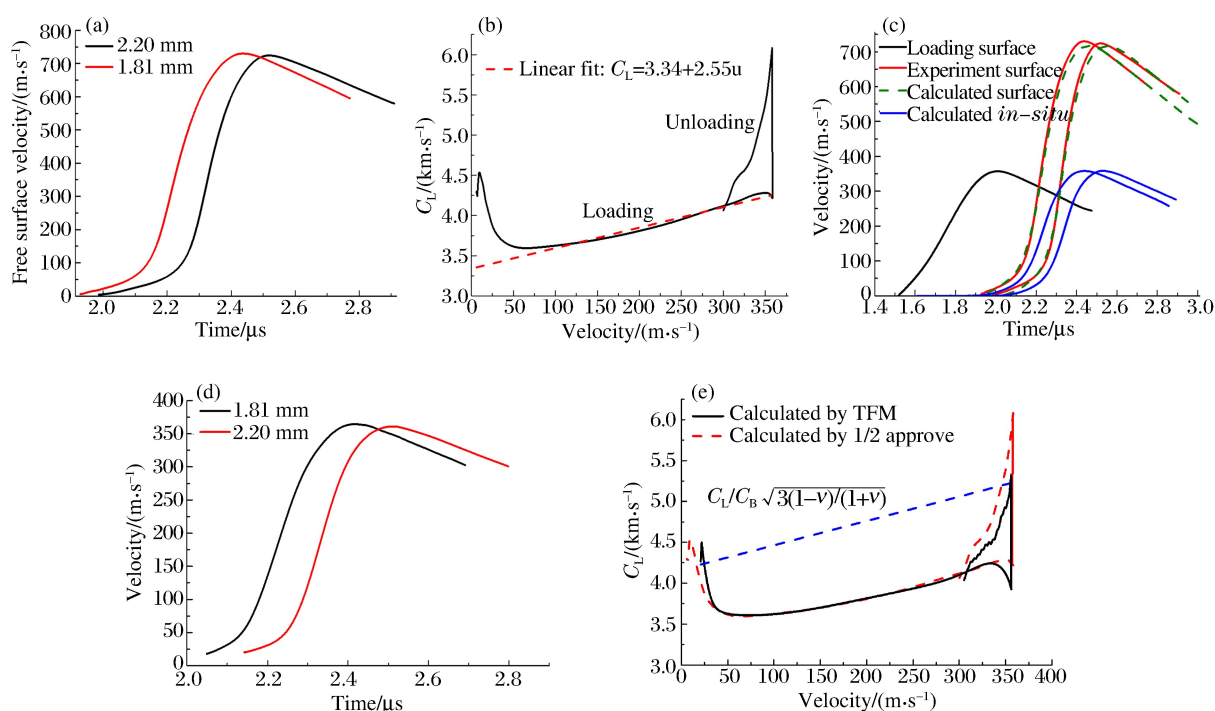 (a)
2.20 mm
1.81 mm
Free surface velocity/(m·s⁻¹)
800
700
600
500
400
300
200
100
0
2.0
2.2
2.4
2.6
2.8
Time/μs
(b)
Linear fit: C_L=3.34+2.55u
Unloading
Loading
C_L/(km·s⁻¹)
6.0
5.5
5.0
4.5
4.0
3.5
3.0
0
50
100
150
200
250
300
350
Velocity/(m·s⁻¹)
(c)
Loading surface
Experiment surface
Calculated surface
Calculated in-situ
Velocity/(m·s⁻¹)
700
600
500
400
300
200
100
0
1.4
1.6
1.8
2.0
2.2
2.4
2.6
2.8
3.0
Time/μs
(d)
1.81 mm
2.20 mm
Velocity/(m·s⁻¹)
400
350
300
250
200
150
100
50
0
2.0
2.2
2.4
2.6
2.8
Time/μs
(e)
Calculated by TFM
Calculated by 1/2 approve
C_L/C_B √3(1−ν)/(1+ν)
C_L/(km·s⁻¹)
6.0
5.5
5.0
4.5
4.0
3.5
3.0
0
50
100
150
200
250
300
350
400
Velocity/(m·s⁻¹)